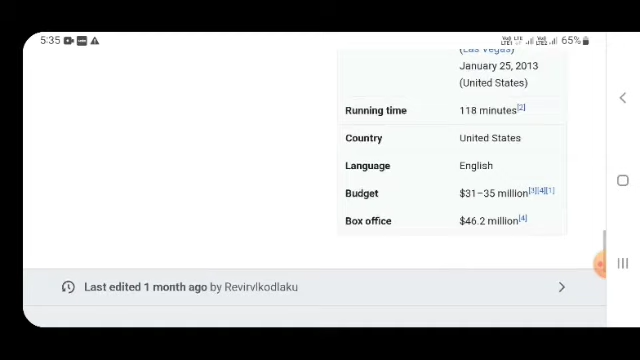 5:35 65%
(Las Vegas)
January 25, 2013
(United States)
Running time 118 minutes[2]
Country United States
Language English
Budget $31–35 million[3][4][1]
Box office $46.2 million[4]
Last edited 1 month ago by Revirvlkodlaku